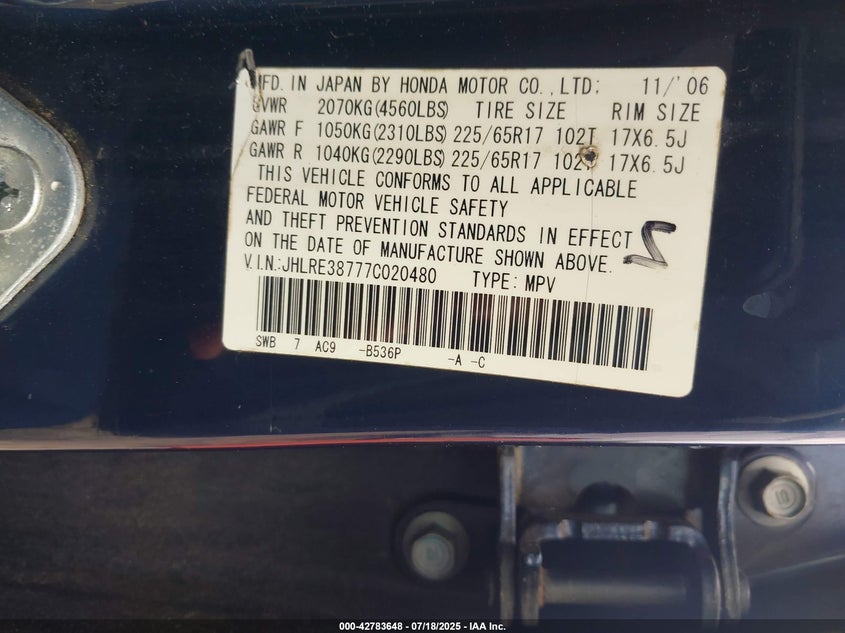 MFD. IN JAPAN BY HONDA MOTOR CO.,LTD: 11/'06
GVWR 2070KG(4560LBS) TIRE SIZE RIM SIZE
GAWR F 1050KG(2310LBS) 225/65R17 102T 17X6.5J
GAWR R 1040KG(2290LBS) 225/65R17 102T 17X6.5J
THIS VEHICLE CONFORMS TO ALL APPLICABLE
FEDERAL MOTOR VEHICLE SAFETY
AND THEFT PREVENTION STANDARDS IN EFFECT
ON THE DATE OF MANUFACTURE SHOWN ABOVE.
V.I.N.:JHLRE38777C020480 TYPE: MPV
SWB 7 AC9 -B536P -A -C
000-42783648 - 07/18/2025 - IAA Inc.